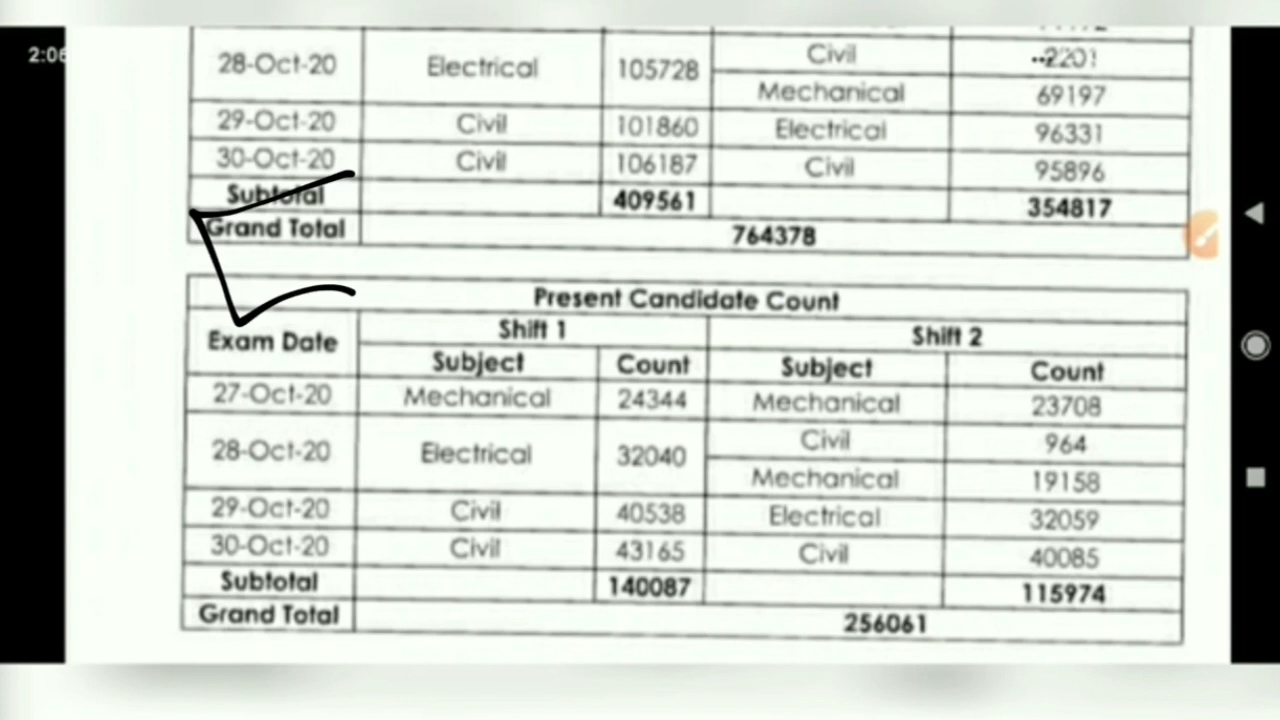 2:06
28-Oct-20 Electrical 105728 Civil 2201
Mechanical 69197
29-Oct-20 Civil 101860 Electrical 96331
30-Oct-20 Civil 106187 Civil 95896
Subtotal 409561 354817
Grand Total 764378
Present Candidate Count
Exam Date Shift 1 Shift 2
Subject Count Subject Count
27-Oct-20 Mechanical 24344 Mechanical 23708
28-Oct-20 Electrical 32040 Civil 964
Mechanical 19158
29-Oct-20 Civil 40538 Electrical 32059
30-Oct-20 Civil 43165 Civil 40085
Subtotal 140087 115974
Grand Total 256061